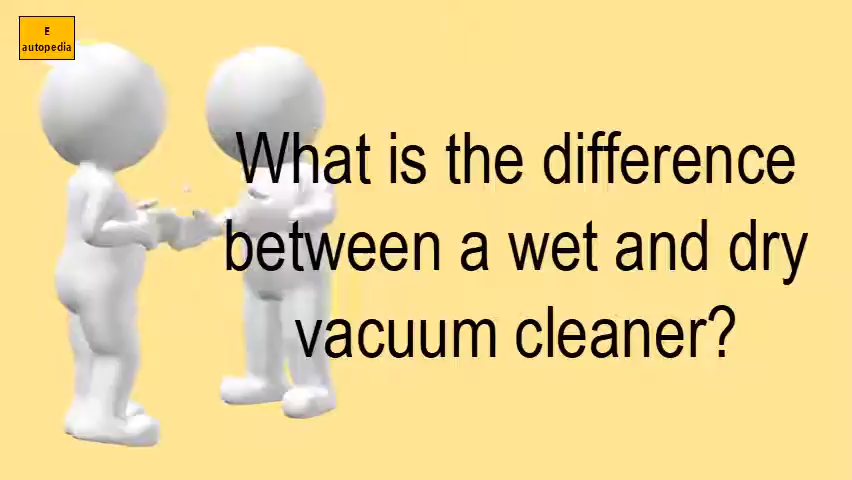 E
autopedia
What is the difference
between a wet and dry
vacuum cleaner?